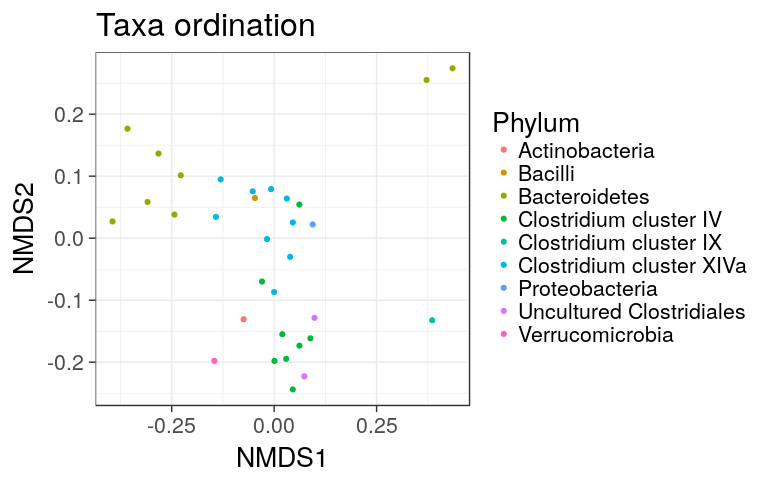 Taxa ordination
NMDS2
0.2
0.1
0.0
-0.1
-0.2
-0.25
0.00
0.25
NMDS1
Phylum
Actinobacteria
Bacilli
Bacteroidetes
Clostridium cluster IV
Clostridium cluster IX
Clostridium cluster XIVa
Proteobacteria
Uncultured Clostridiales
Verrucomicrobia